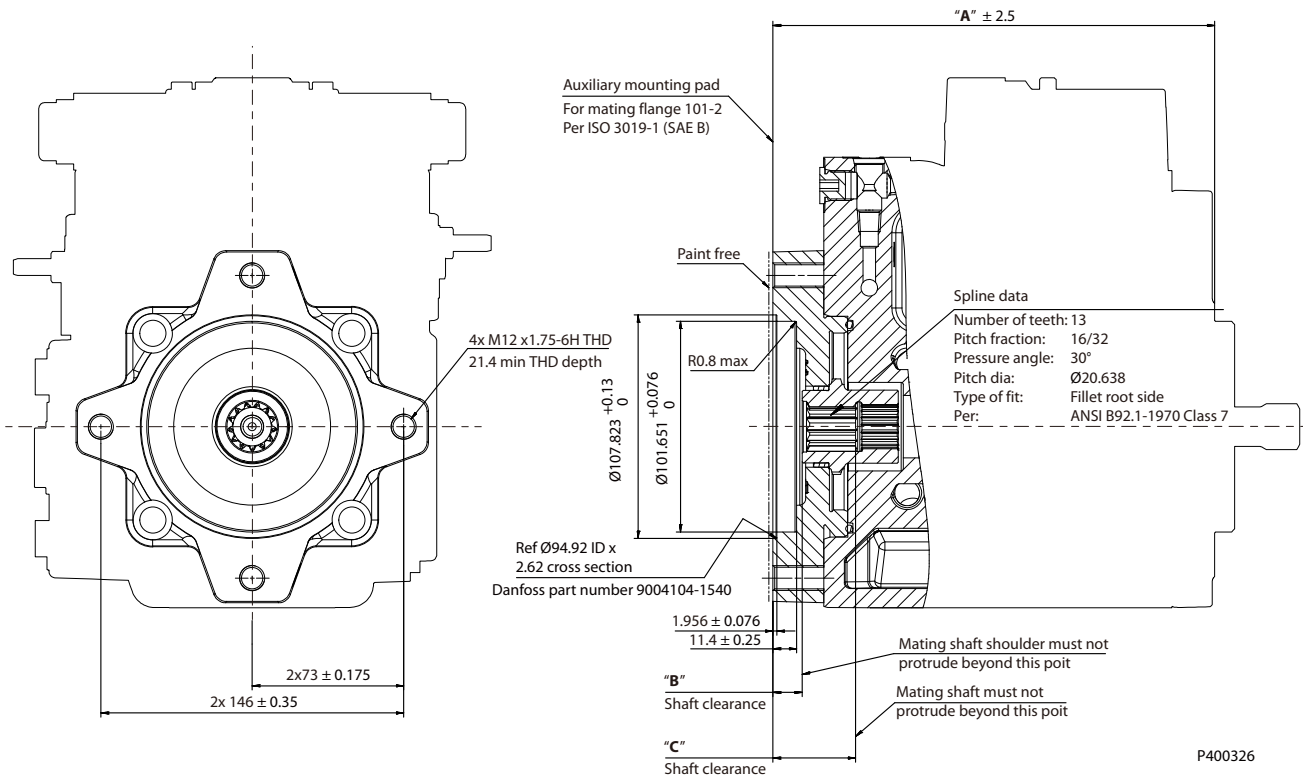 "A" ± 2.5
Auxiliary mounting pad
For mating flange 101-2
Per ISO 3019-1 (SAE B)
Paint free
Spline data
Number of teeth: 13
Pitch fraction: 16/32
Pressure angle: 30°
Pitch dia: Ø20.638
Type of fit: Fillet root side
Per: ANSI B92.1-1970 Class 7
4x M12 x1.75-6H THD
21.4 min THD depth
R0.8 max
Ø107.823 +0.13 0
Ø101.651 +0.076 0
Ref Ø94.92 ID x
2.62 cross section
Danfoss part number 9004104-1540
1.956 ± 0.076
11.4 ± 0.25
Mating shaft shoulder must not
protrude beyond this poit
2x73 ± 0.175
2x 146 ± 0.35
"B"
Shaft clearance
Mating shaft must not
protrude beyond this poit
"C"
Shaft clearance
P400326